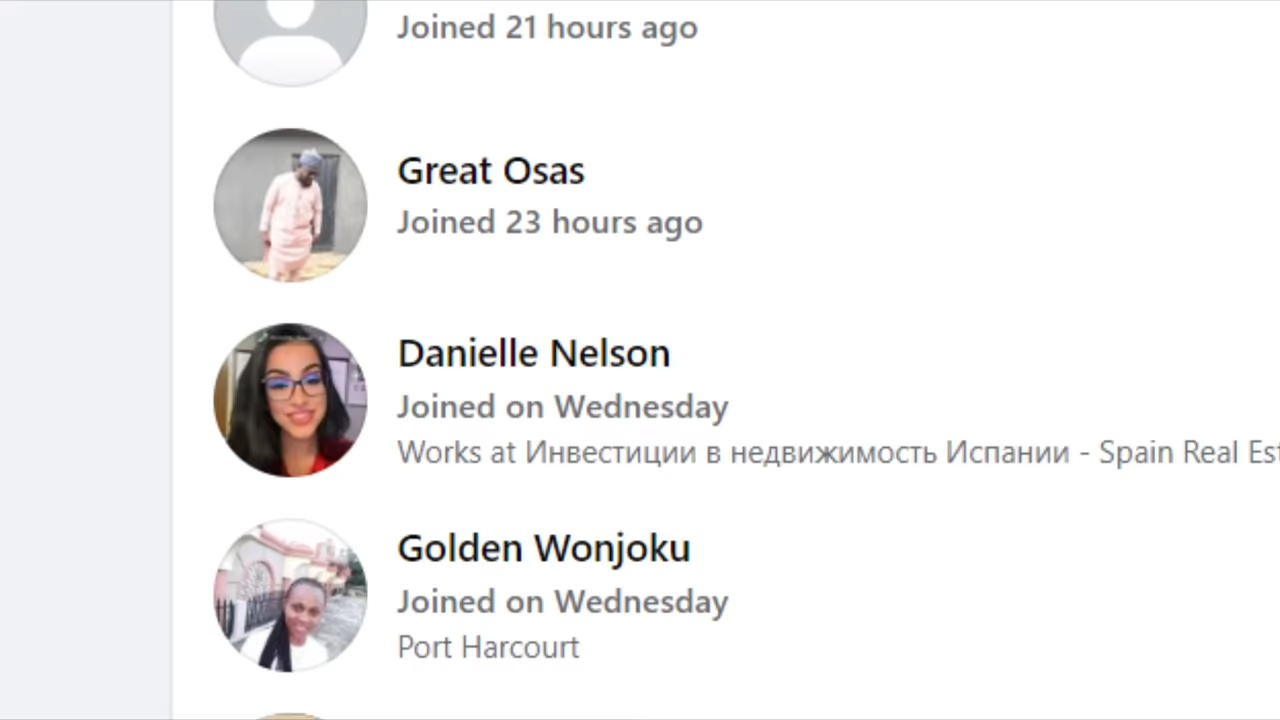 Joined 21 hours ago
Great Osas
Joined 23 hours ago
Danielle Nelson
Joined on Wednesday
Works at Инвестиции в недвижимость Испании - Spain Real Est
Golden Wonjoku
Joined on Wednesday
Port Harcourt